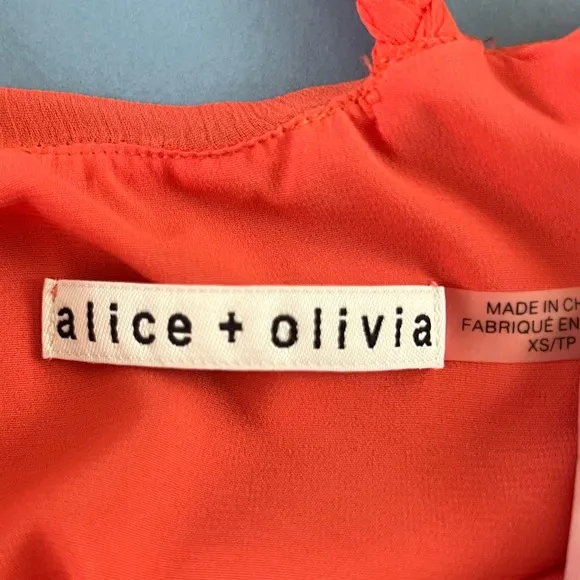 alice + olivia
MADE IN CH
FABRIQUÉ EN
XS/TP